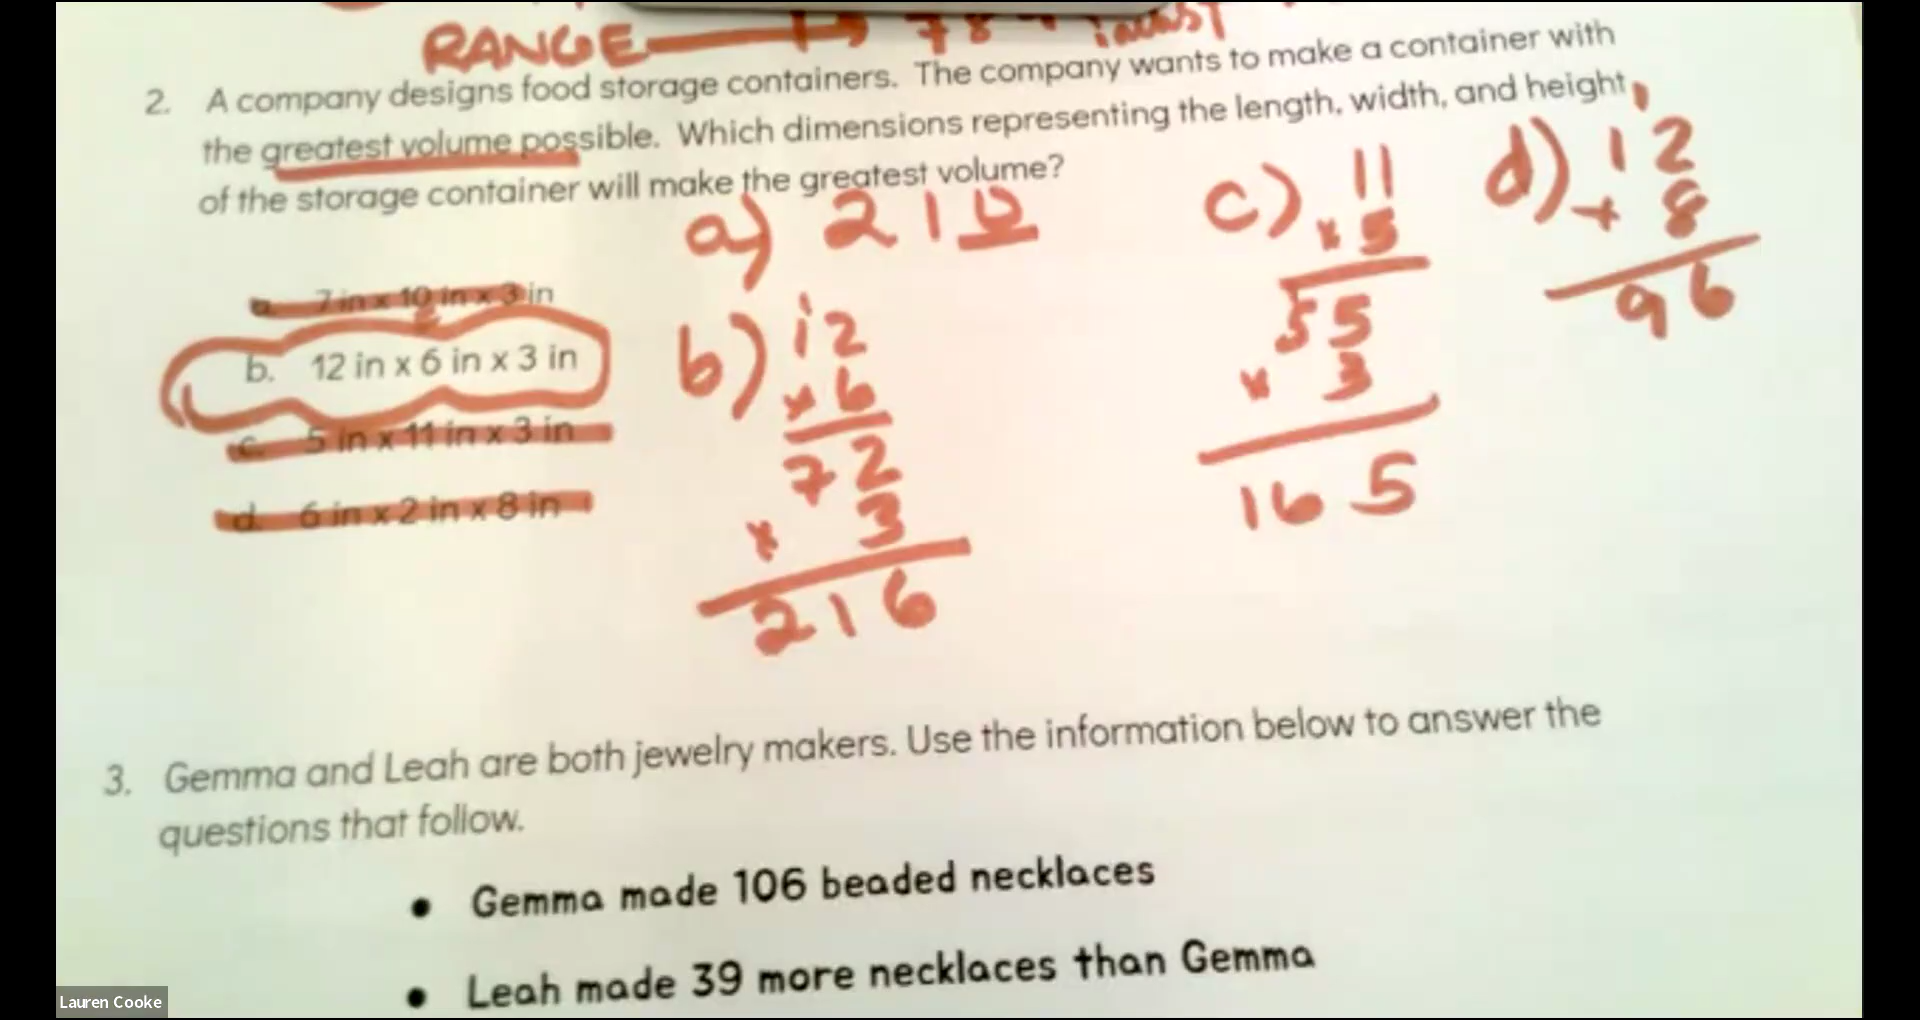 RANGE
2. A company designs food storage containers. The company wants to make a container with
the greatest volume possible. Which dimensions representing the length, width, and height
of the storage container will make the greatest volume?
a. 7 in x 10 in x 3 in
b. 12 in x 6 in x 3 in
c. 5 in x 11 in x 3 in
d. 6 in x 2 in x 8 in
a) 210
b) 12
x 6
72
x 3
216
c) 11
x 5
55
x 3
165
d) 12
x 8
96
3. Gemma and Leah are both jewelry makers. Use the information below to answer the
questions that follow.
• Gemma made 106 beaded necklaces
• Leah made 39 more necklaces than Gemma
Lauren Cooke